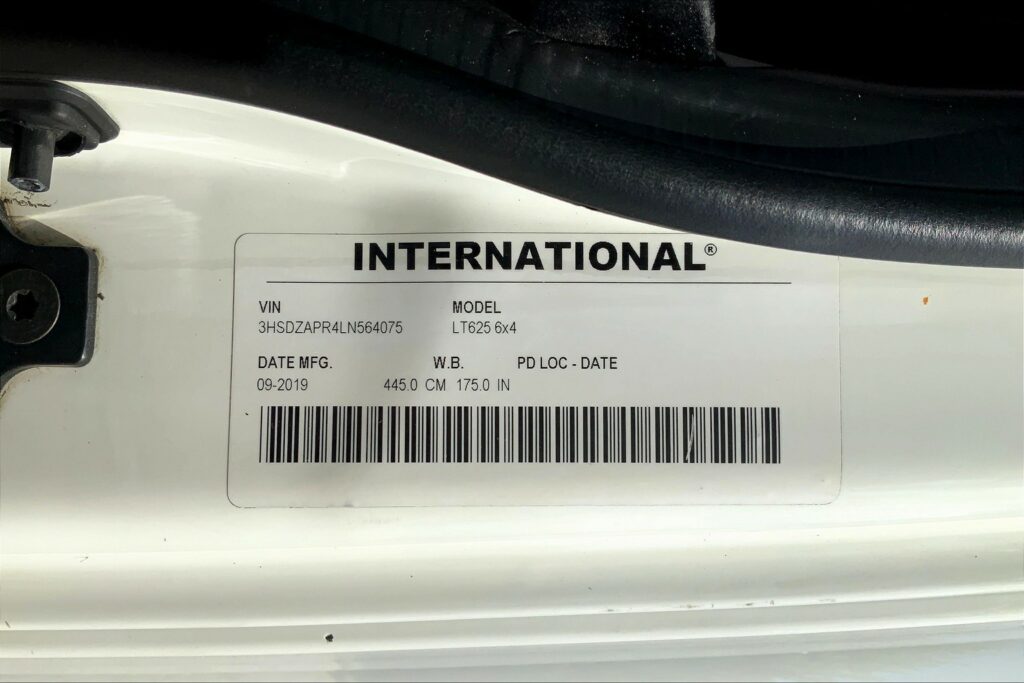 INTERNATIONAL®
VIN MODEL
3HSDZAPR4LN564075 LT625 6x4
DATE MFG. W.B. PD LOC - DATE
09-2019 445.0 CM 175.0 IN